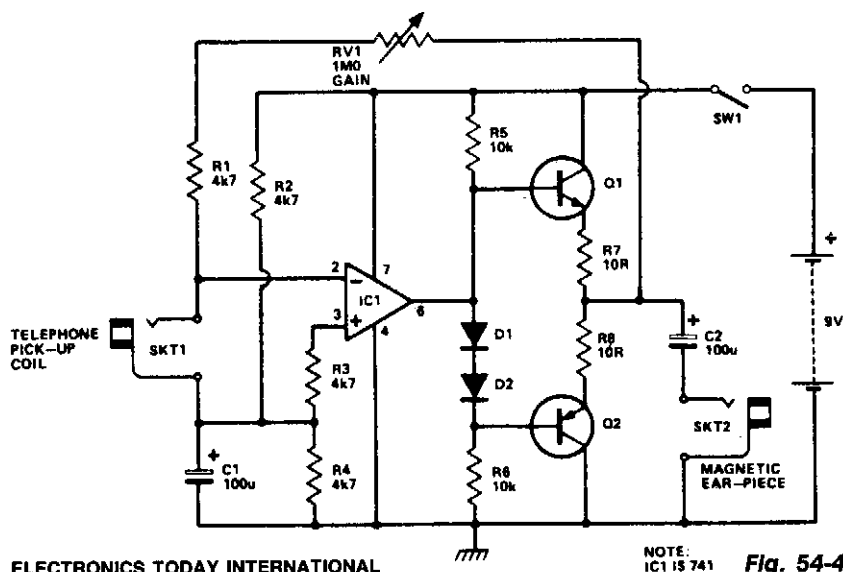 RV1
1M0
GAIN
R1
4k7
R2
4k7
R5
10k
SW1
Q1
R7
10R
2
7
IC1
6
3
4
+
TELEPHONE
PICK-UP
COIL
SKT1
R3
4k7
D1
D2
R8
10R
+
C2
100u
+
9V
Q2
SKT2
+
C1
100u
R4
4k7
R6
10k
MAGNETIC
EAR-PIECE
ELECTRONICS TODAY INTERNATIONAL
NOTE:
IC1 IS 741
Fig. 54-4